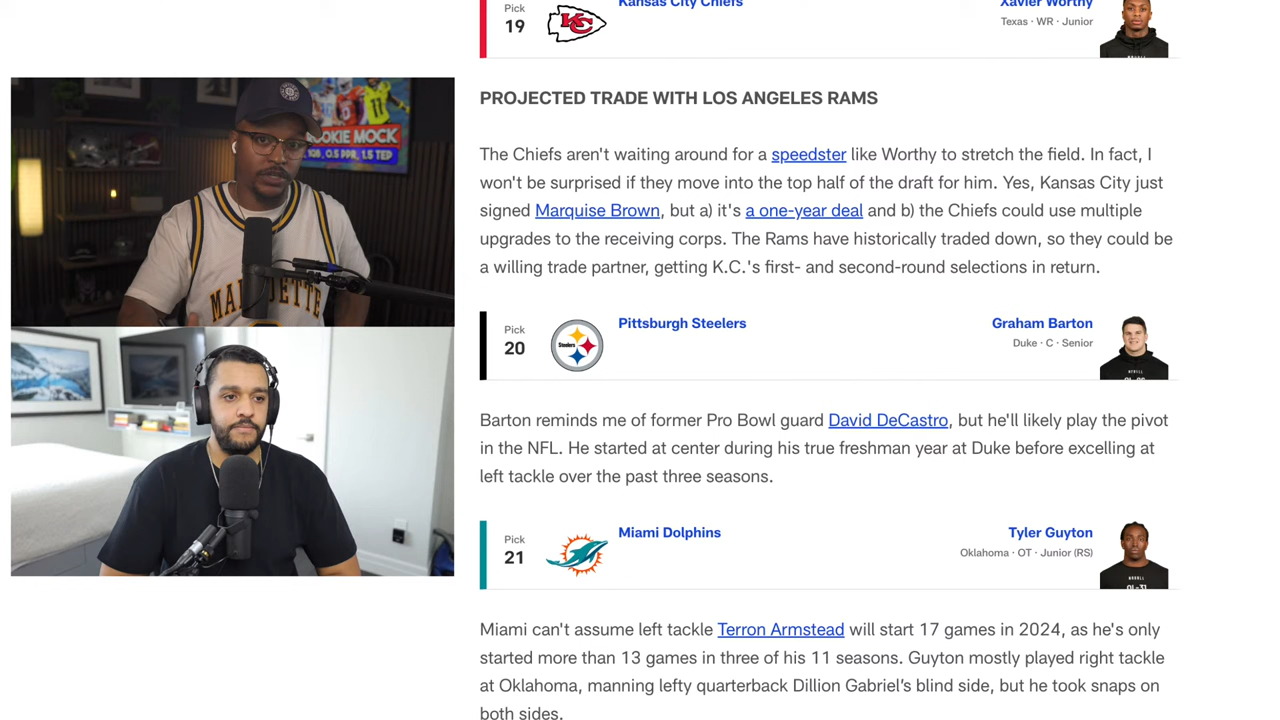 Pick
19
KC
Kansas City Chiefs
Xavier Worthy
Texas · WR · Junior
PROJECTED TRADE WITH LOS ANGELES RAMS
The Chiefs aren't waiting around for a speedster like Worthy to stretch the field. In fact, I
won't be surprised if they move into the top half of the draft for him. Yes, Kansas City just
signed Marquise Brown, but a) it's a one-year deal and b) the Chiefs could use multiple
upgrades to the receiving corps. The Rams have historically traded down, so they could be
a willing trade partner, getting K.C.'s first- and second-round selections in return.
OOKIE MOCK
0.5 PPR, 1.5 TEP
Pick
20
Steelers
Pittsburgh Steelers
Graham Barton
Duke · C · Senior
Barton reminds me of former Pro Bowl guard David DeCastro, but he'll likely play the pivot
in the NFL. He started at center during his true freshman year at Duke before excelling at
left tackle over the past three seasons.
Pick
21
Miami Dolphins
Tyler Guyton
Oklahoma · OT · Junior (RS)
Miami can't assume left tackle Terron Armstead will start 17 games in 2024, as he's only
started more than 13 games in three of his 11 seasons. Guyton mostly played right tackle
at Oklahoma, manning lefty quarterback Dillion Gabriel’s blind side, but he took snaps on
both sides.